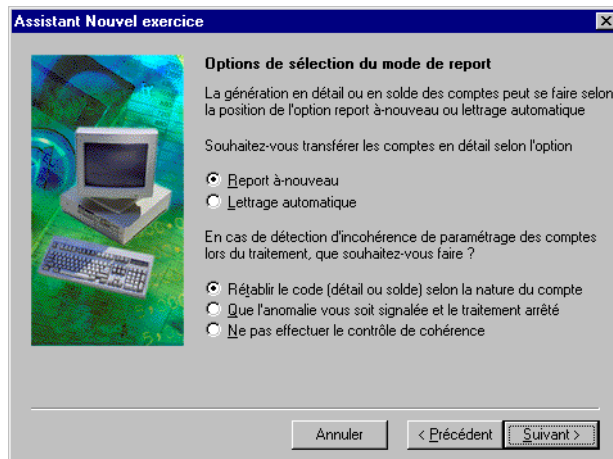 Assistant Nouvel exercice
Options de sélection du mode de report
La génération en détail ou en solde des comptes peut se faire selon
la position de l'option report à-nouveau ou lettrage automatique
Souhaitez-vous transférer les comptes en détail selon l'option
Report à-nouveau
Lettrage automatique
En cas de détection d'incohérence de paramétrage des comptes
lors du traitement, que souhaitez-vous faire ?
Rétablir le code (détail ou solde) selon la nature du compte
Que l'anomalie vous soit signalée et le traitement arrêté
Ne pas effectuer le contrôle de cohérence
Annuler
< Précédent
Suivant >